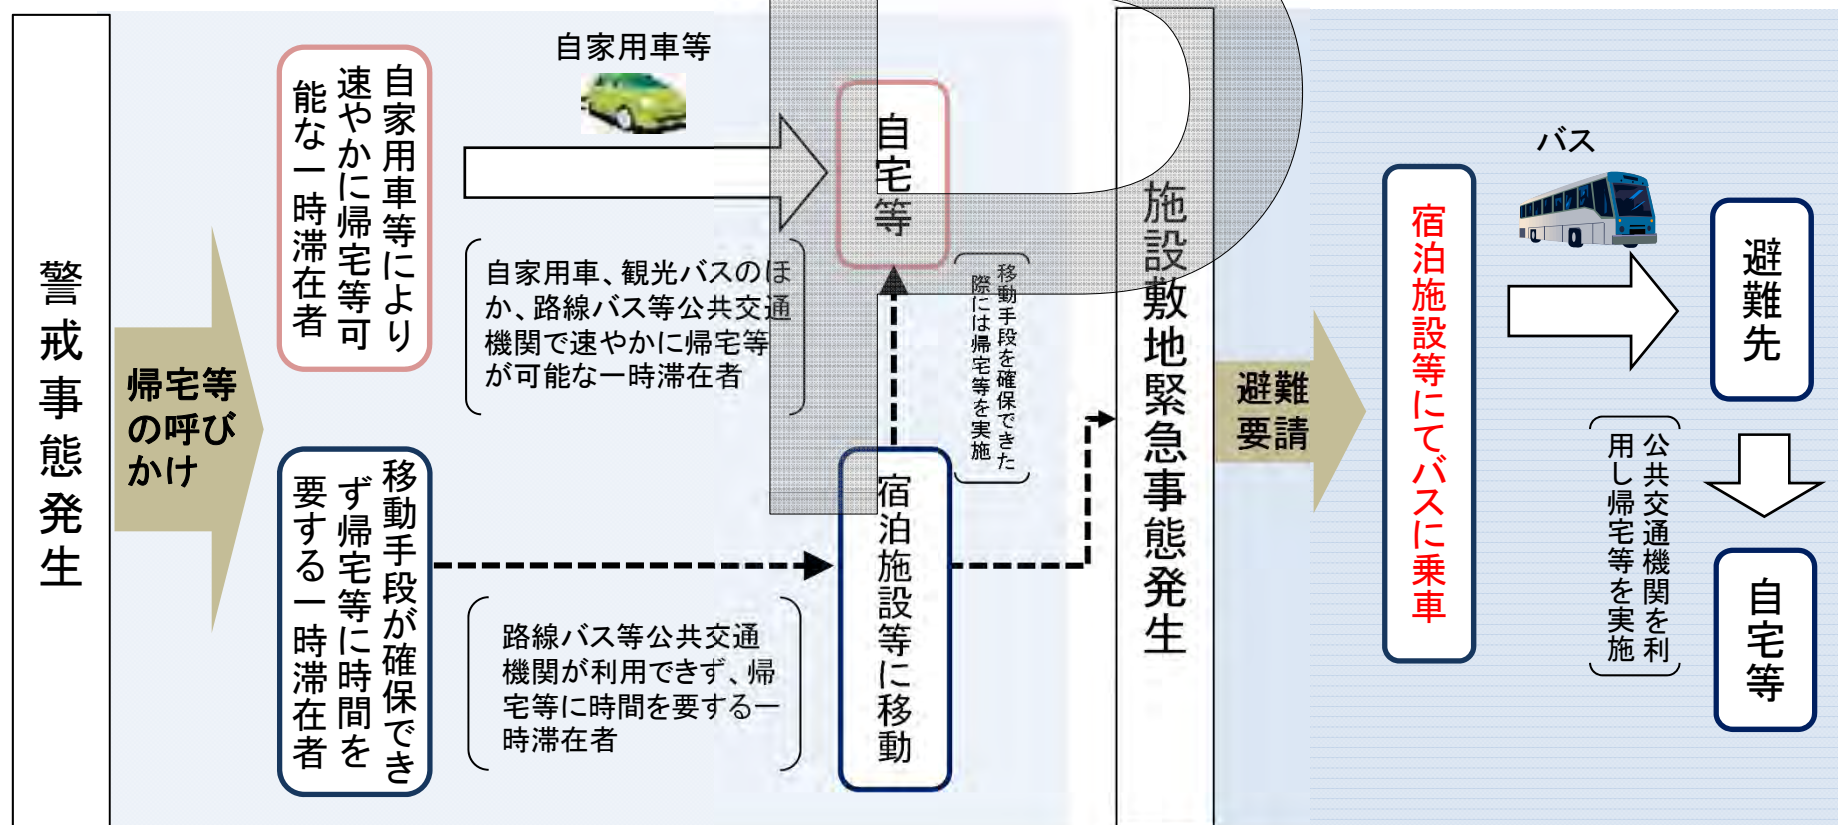 警戒事態発生
帰宅等
の呼び
かけ
自家用車等により
速やかに帰宅等可
能な一時滞在者
移動手段が確保でき
ず帰宅等に時間を
要する一時滞在者
自家用車等
自家用車、観光バスのほ
か、路線バス等公共交通
機関で速やかに帰宅等
が可能な一時滞在者
路線バス等公共交通
機関が利用できず、帰
宅等に時間を要する一
時滞在者
自宅等
移動手段を確保できた
際には帰宅等を実施
宿泊施設等に移動
施設敷地緊急事態発生
避難
要請
宿泊施設等にてバスに乗車
バス
避難先
公共交通機関を利
用し帰宅等を実施
自宅等